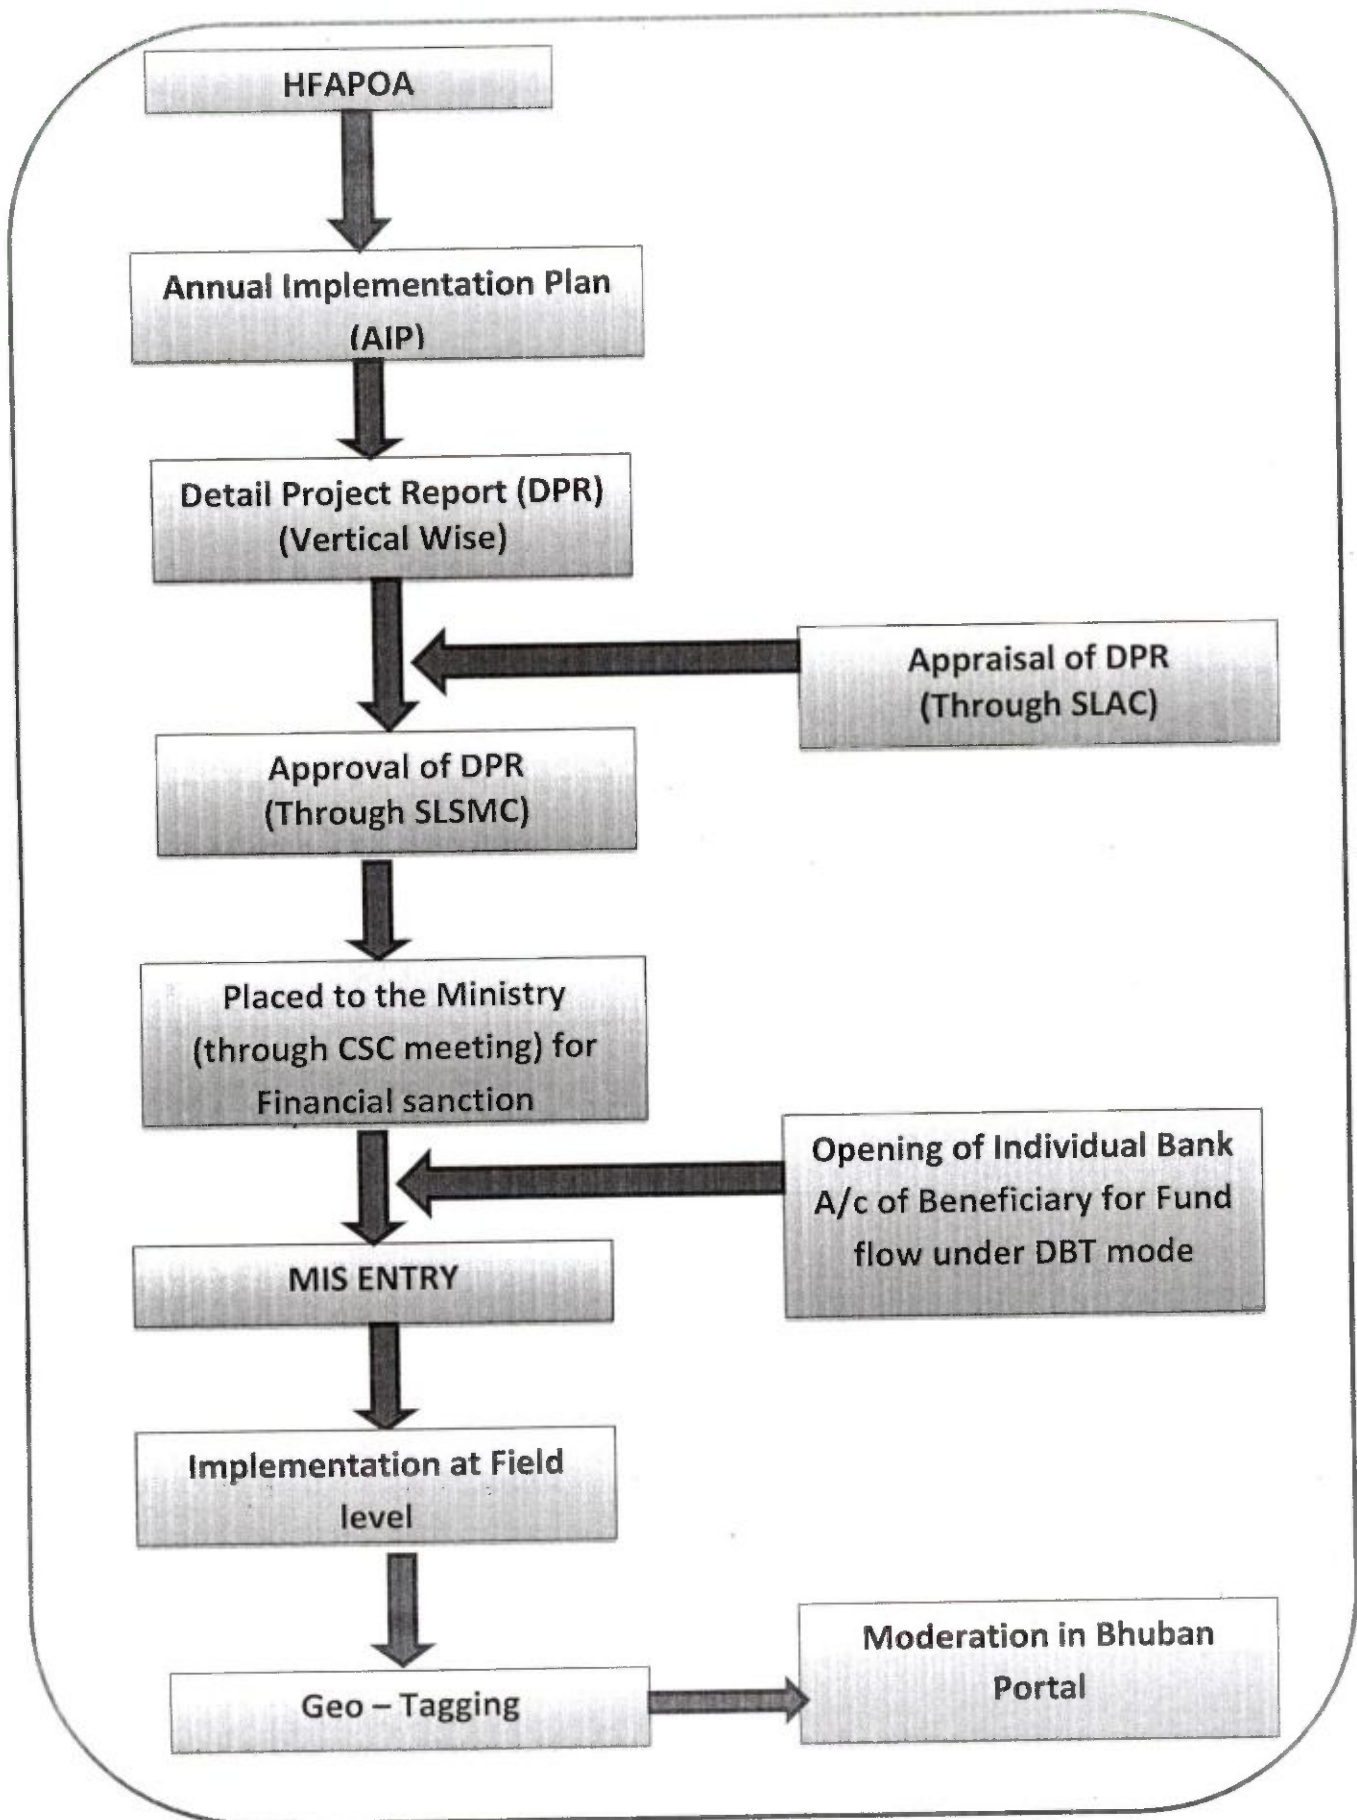 HFAPOA
Annual Implementation Plan
(AIP)
Detail Project Report (DPR)
(Vertical Wise)
Appraisal of DPR
(Through SLAC)
Approval of DPR
(Through SLSMC)
Placed to the Ministry
(through CSC meeting) for
Financial sanction
Opening of Individual Bank
A/c of Beneficiary for Fund
flow under DBT mode
MIS ENTRY
Implementation at Field
level
Geo – Tagging
Moderation in Bhuban
Portal